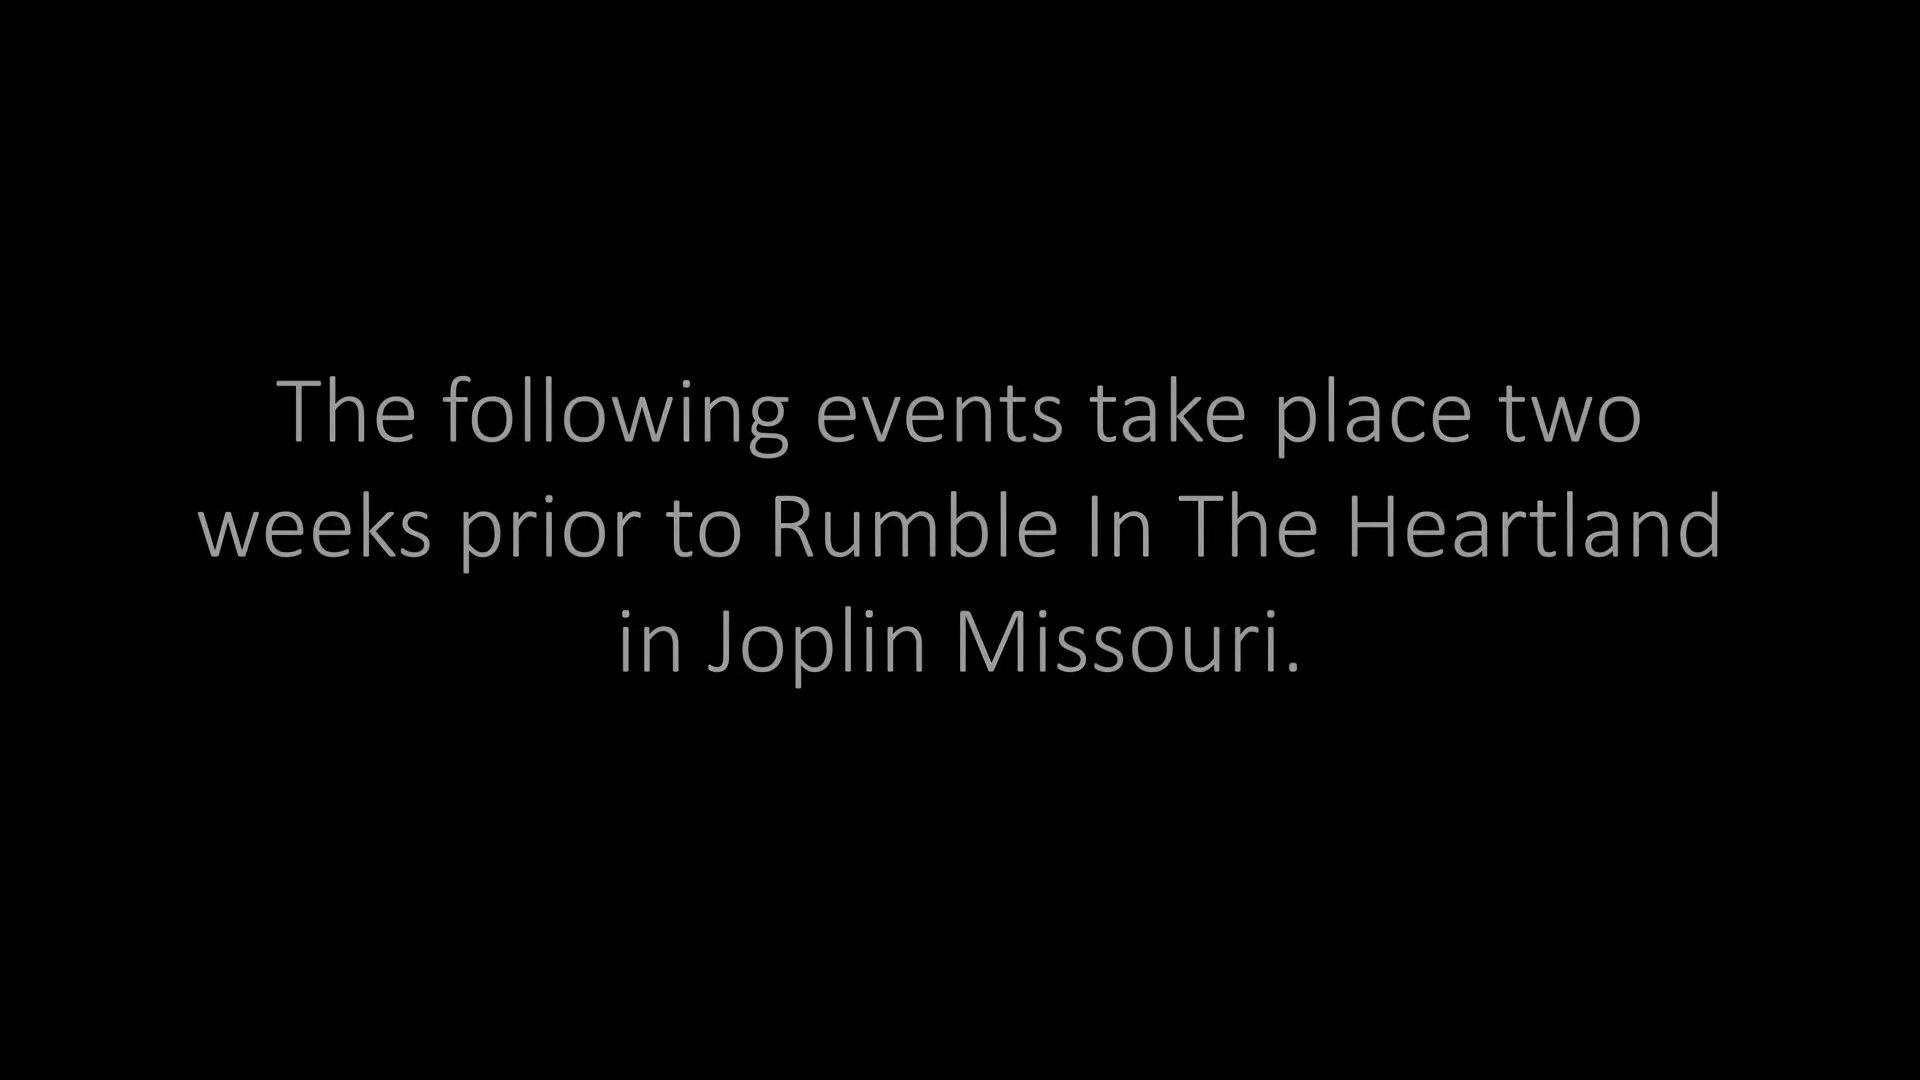 The following events take place two
weeks prior to Rumble In The Heartland
in Joplin Missouri.